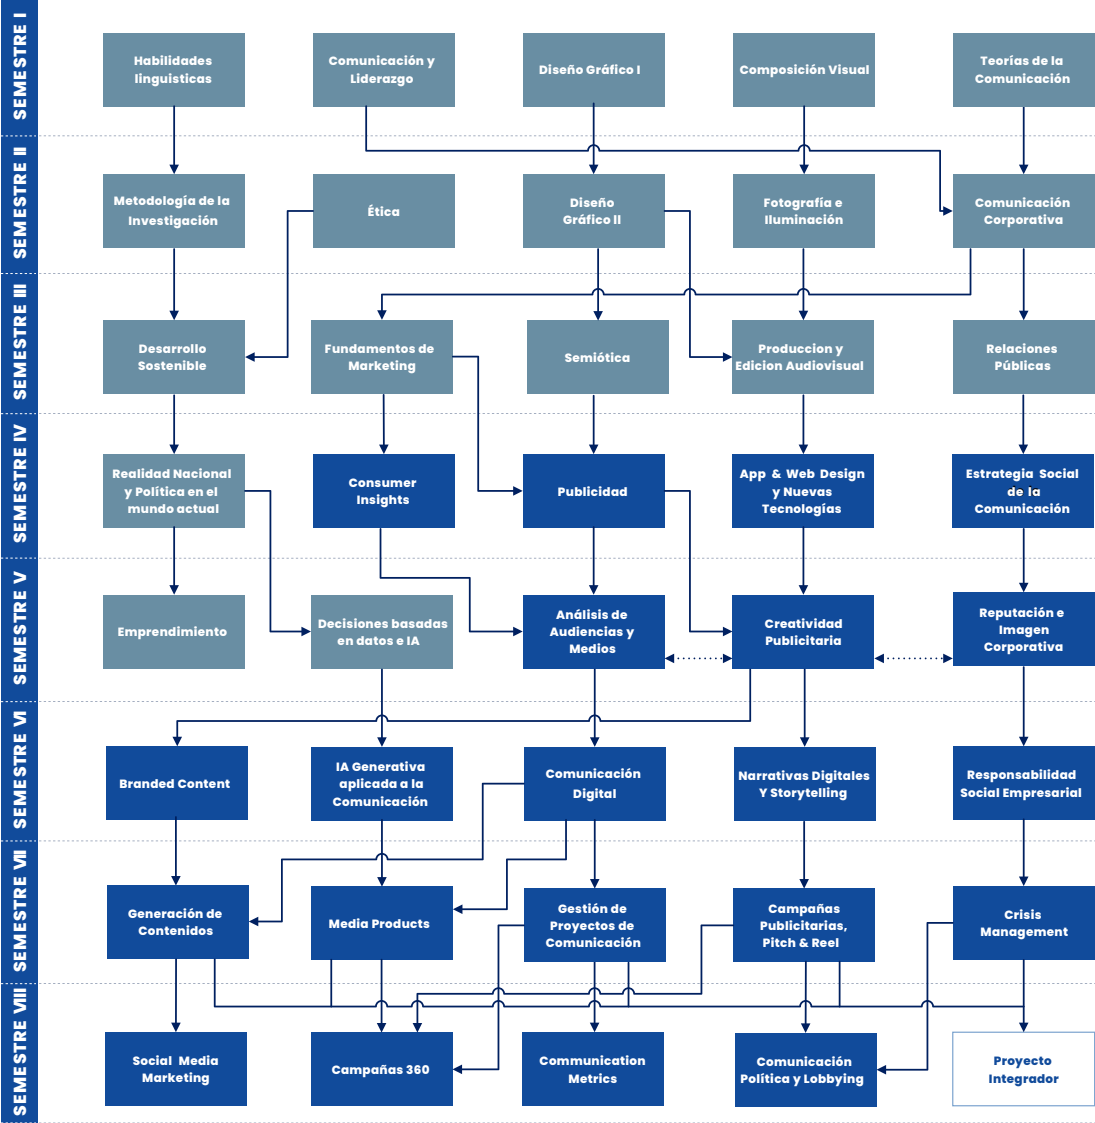 SEMESTRE I
Habilidades
linguisticas
Comunicación y
Liderazgo
Diseño Gráfico I
Composición Visual
Teorías de la
Comunicación
SEMESTRE II
Metodología de la
Investigación
Ética
Diseño
Gráfico II
Fotografía e
Iluminación
Comunicación
Corporativa
SEMESTRE III
Desarrollo
Sostenible
Fundamentos de
Marketing
Semiótica
Produccion y
Edicion Audiovisual
Relaciones
Públicas
SEMESTRE IV
Realidad Nacional
y Política en el
mundo actual
Consumer
Insights
Publicidad
App & Web Design
y Nuevas
Tecnologías
Estrategia Social
de la
Comunicación
SEMESTRE V
Emprendimiento
Decisiones basadas
en datos e IA
Análisis de
Audiencias y
Medios
Creatividad
Publicitaria
Reputación e
Imagen
Corporativa
SEMESTRE VI
Branded Content
IA Generativa
aplicada a la
Comunicación
Comunicación
Digital
Narrativas Digitales
Y Storytelling
Responsabilidad
Social Empresarial
SEMESTRE VII
Generación de
Contenidos
Media Products
Gestión de
Proyectos de
Comunicación
Campañas
Publicitarias,
Pitch & Reel
Crisis
Management
SEMESTRE VIII
Social Media
Marketing
Campañas 360
Communication
Metrics
Comunicación
Política y Lobbying
Proyecto
Integrador